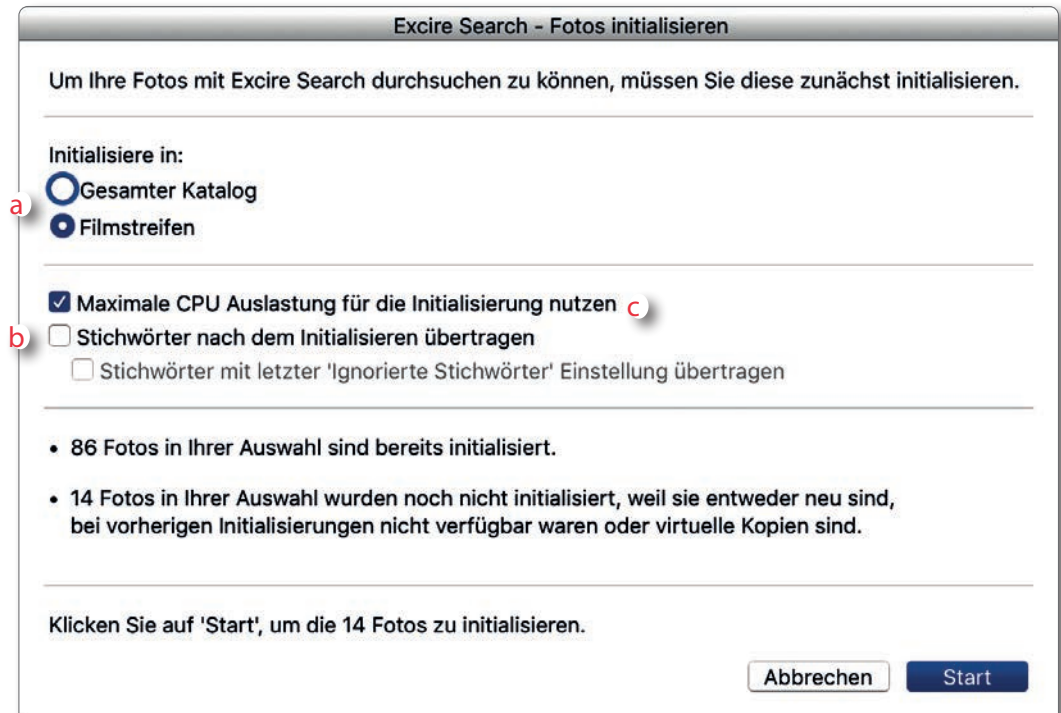 Excire Search - Fotos initialisieren
Um Ihre Fotos mit Excire Search durchsuchen zu können, müssen Sie diese zunächst initialisieren.
Initialisiere in:
a
Gesamter Katalog
Filmstreifen
Maximale CPU Auslastung für die Initialisierung nutzen c
b Stichwörter nach dem Initialisieren übertragen
Stichwörter mit letzter 'Ignorierte Stichwörter' Einstellung übertragen
• 86 Fotos in Ihrer Auswahl sind bereits initialisiert.
• 14 Fotos in Ihrer Auswahl wurden noch nicht initialisiert, weil sie entweder neu sind,
bei vorherigen Initialisierungen nicht verfügbar waren oder virtuelle Kopien sind.
Klicken Sie auf 'Start', um die 14 Fotos zu initialisieren.
Abbrechen Start